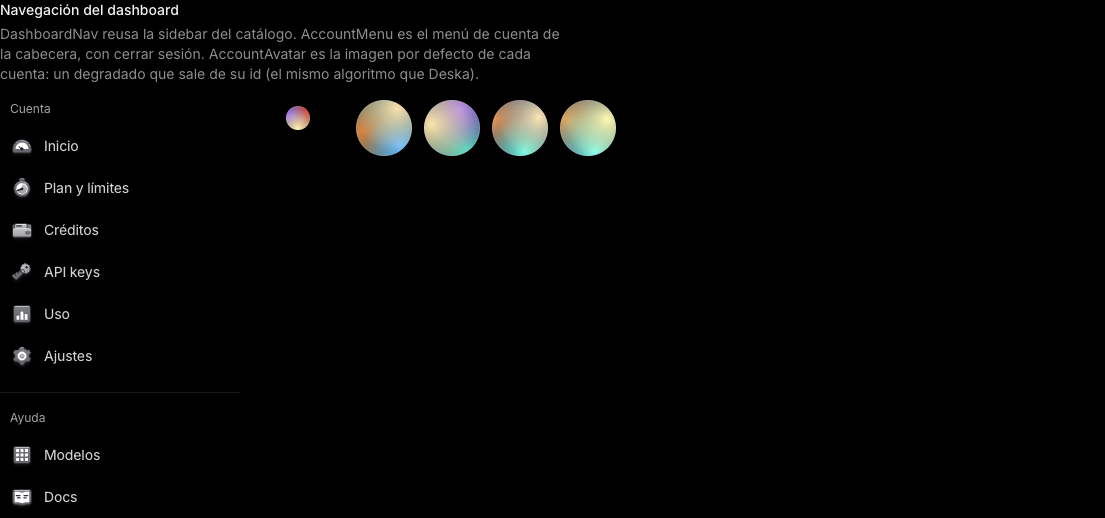 Navegación del dashboard
DashboardNav reusa la sidebar del catálogo. AccountMenu es el menú de cuenta de
la cabecera, con cerrar sesión. AccountAvatar es la imagen por defecto de cada
cuenta: un degradado que sale de su id (el mismo algoritmo que Deska).
Cuenta
Inicio
Plan y límites
Créditos
API keys
Uso
Ajustes
Ayuda
Modelos
Docs